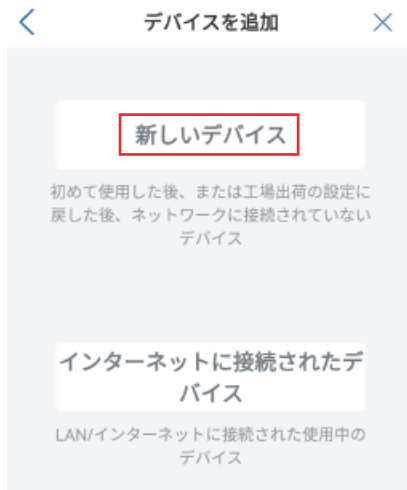 デバイスを追加
新しいデバイス
初めて使用した後、または工場出荷の設定に
戻した後、ネットワークに接続されていない
デバイス
インターネットに接続されたデ
バイス
LAN/インターネットに接続された使用中の
デバイス